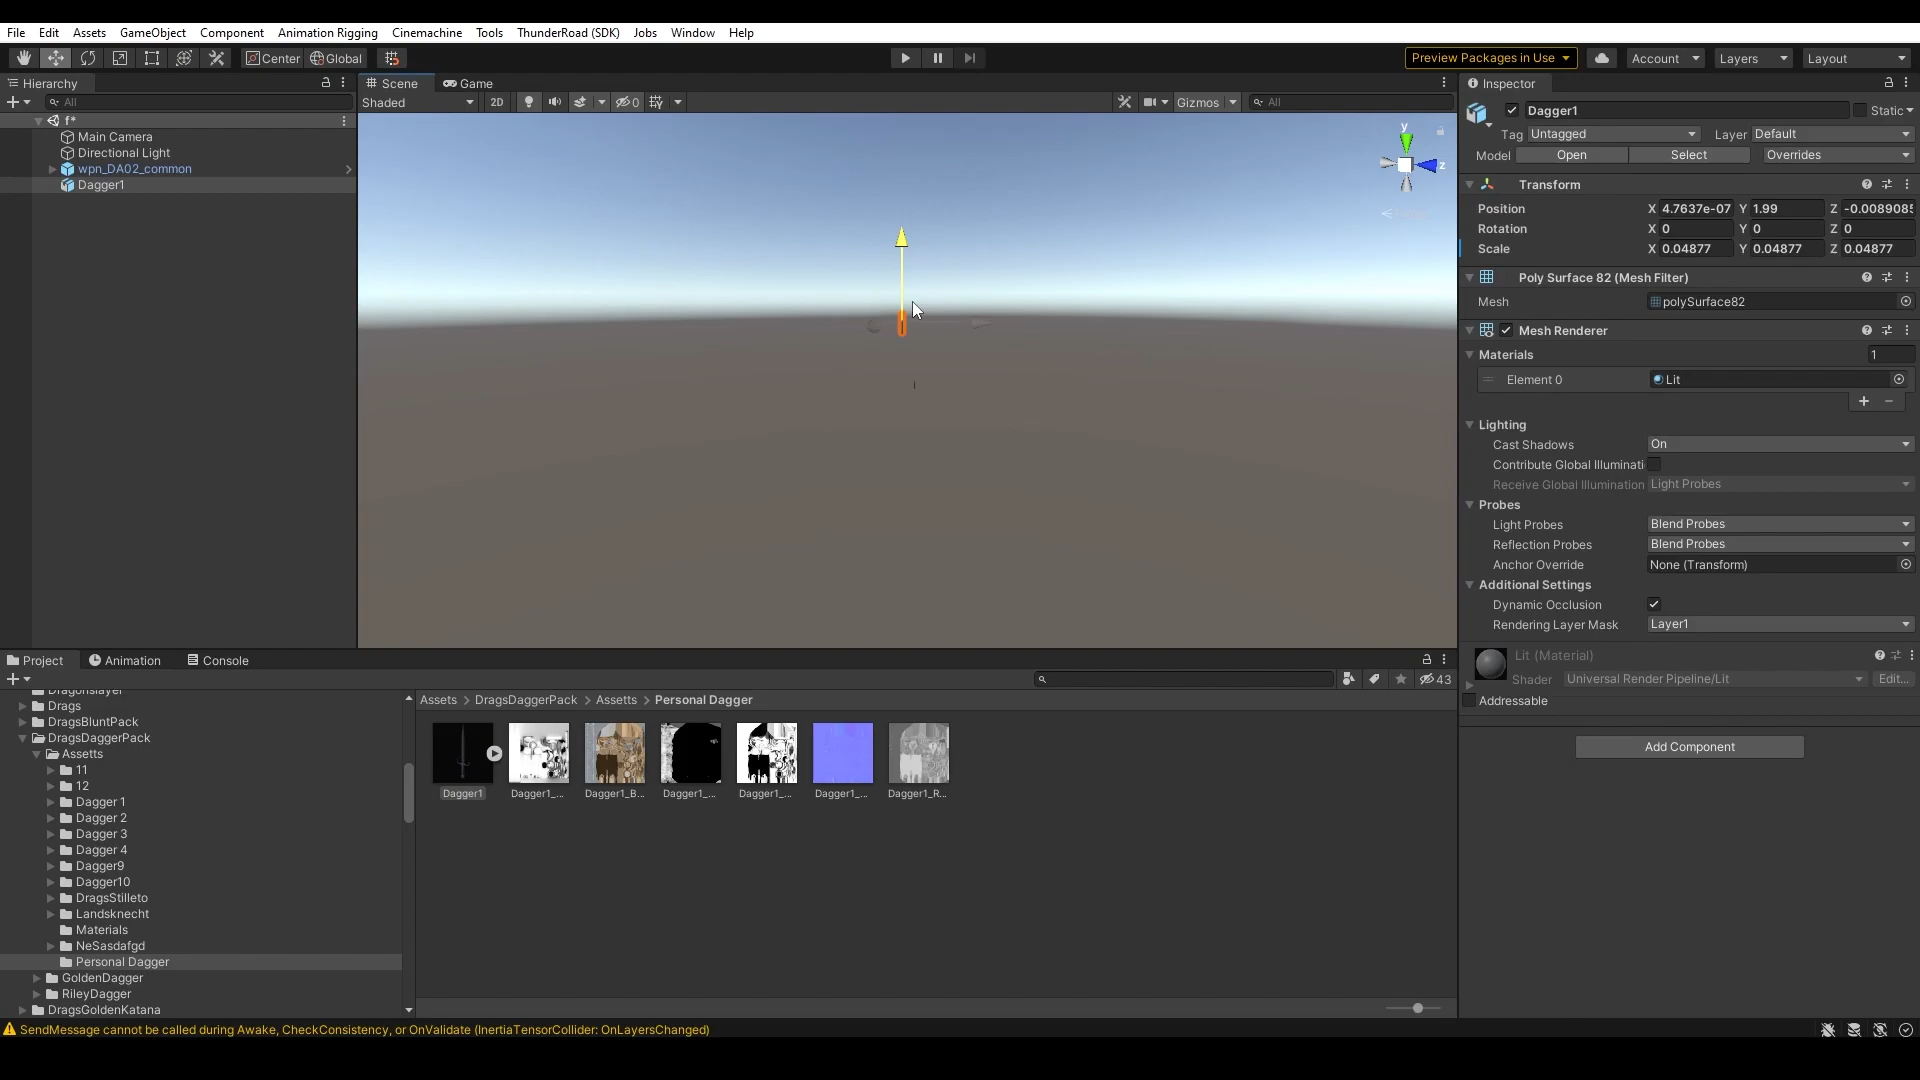 File Edit Assets GameObject Component Animation Rigging Cinemachine Tools ThunderRoad (SDK) Jobs Window Help
Center Global Preview Packages in Use Account Layers Layout
Hierarchy
All
f*
Main Camera
Directional Light
wpn_DA02_common
Dagger1
Scene Game
Shaded 2D 0 Gizmos All
y
z
Inspector
Dagger1 Static
Tag Untagged Layer Default
Model Open Select Overrides
Transform
Position X 4.7637e-07 Y 1.99 Z -0.0089085
Rotation X 0 Y 0 Z 0
Scale X 0.04877 Y 0.04877 Z 0.04877
Poly Surface 82 (Mesh Filter)
Mesh polySurface82
Mesh Renderer
Materials 1
Element 0 Lit
Lighting
Cast Shadows On
Contribute Global Illuminati
Receive Global Illumination Light Probes
Probes
Light Probes Blend Probes
Reflection Probes Blend Probes
Anchor Override None (Transform)
Additional Settings
Dynamic Occlusion
Rendering Layer Mask Layer1
Lit (Material)
Shader Universal Render Pipeline/Lit Edit...
Addressable
Add Component
Project Animation Console
43
Dragonslayer
Drags
DragsBluntPack
DragsDaggerPack
Assetts
11
12
Dagger 1
Dagger 2
Dagger 3
Dagger 4
Dagger9
Dagger10
DragsStilleto
Landsknecht
Materials
NeSasdafgd
Personal Dagger
GoldenDagger
RileyDagger
DragsGoldenKatana
Assets > DragsDaggerPack > Assetts > Personal Dagger
Dagger1 Dagger1_... Dagger1_B... Dagger1_... Dagger1_... Dagger1_... Dagger1_R...
SendMessage cannot be called during Awake, CheckConsistency, or OnValidate (InertiaTensorCollider: OnLayersChanged)